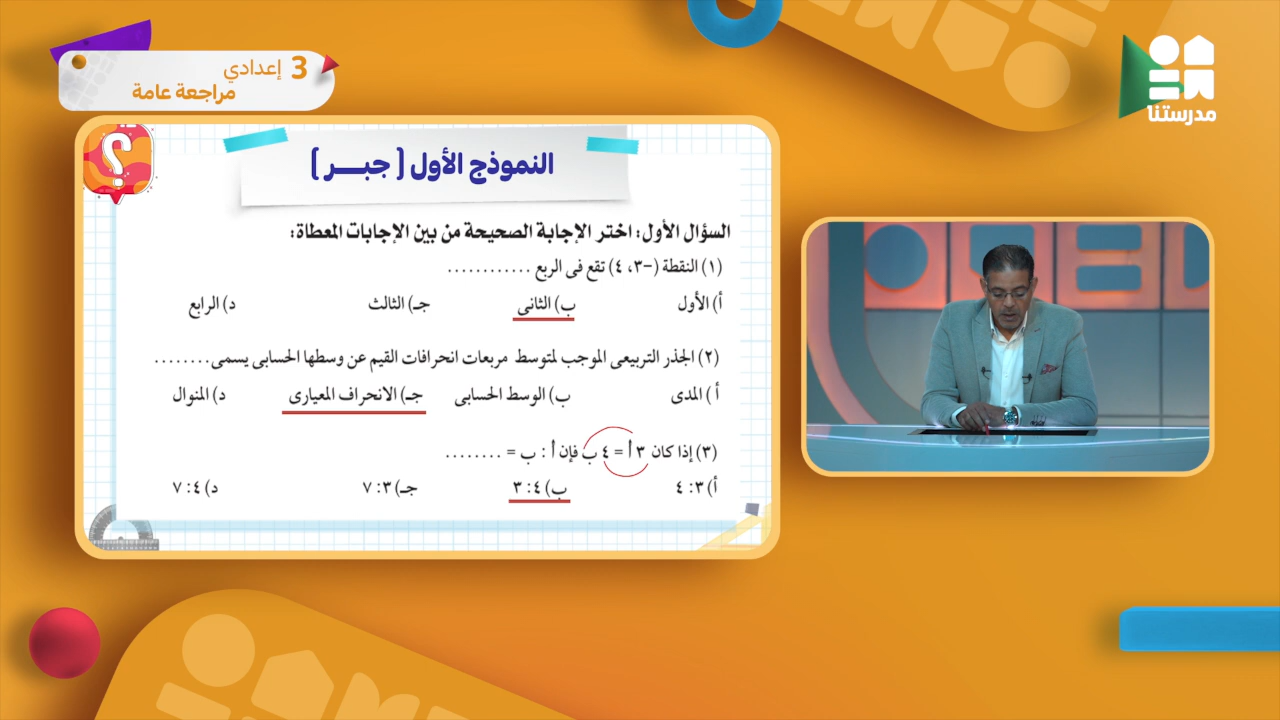 3 إعدادي
مراجعة عامة
مدرستنا
؟
النموذج الأول ( جبـــر )
السؤال الأول: اختر الإجابة الصحيحة من بين الإجابات المعطاة:
(١) النقطة (-٣، ٤) تقع فى الربع ............
أ) الأول ب) الثانى جـ) الثالث د) الرابع
(٢) الجذر التربيعى الموجب لمتوسط مربعات انحرافات القيم عن وسطها الحسابى يسمى........
أ ) المدى ب) الوسط الحسابى جـ) الانحراف المعيارى د) المنوال
(٣) إذا كان ٣ أ = ٤ ب فإن أ : ب = ........
أ) ٣: ٤ ب) ٤: ٣ جـ) ٣: ٧ د) ٤: ٧